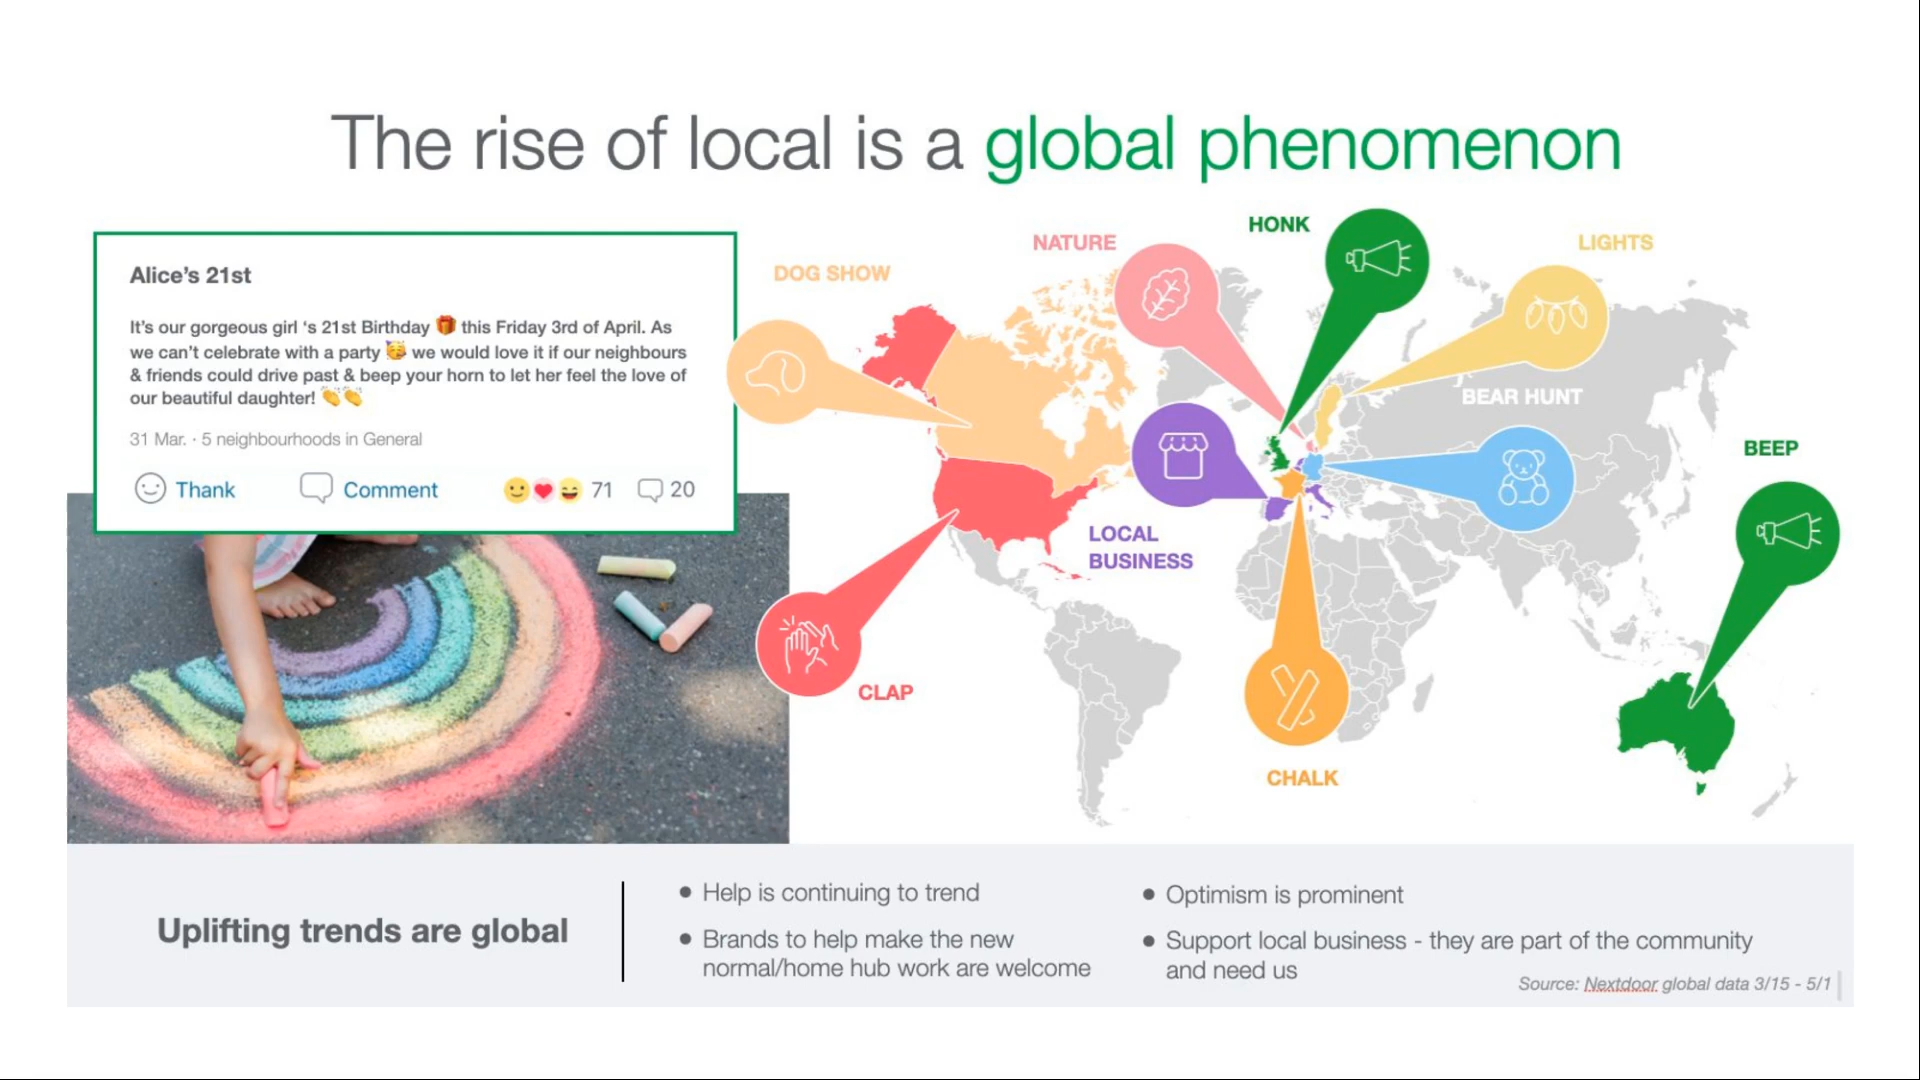 The rise of local is a global phenomenon
Alice’s 21st
It’s our gorgeous girl ‘s 21st Birthday 🎁 this Friday 3rd of April. As
we can’t celebrate with a party 🥳 we would love it if our neighbours
& friends could drive past & beep your horn to let her feel the love of
our beautiful daughter! 👏👏
31 Mar. · 5 neighbourhoods in General
Thank
Comment
71
20
DOG SHOW
NATURE
HONK
LIGHTS
BEAR HUNT
BEEP
LOCAL
BUSINESS
CLAP
CHALK
Uplifting trends are global
● Help is continuing to trend
● Brands to help make the new
normal/home hub work are welcome
● Optimism is prominent
● Support local business - they are part of the community
and need us
Source: Nextdoor global data 3/15 - 5/1